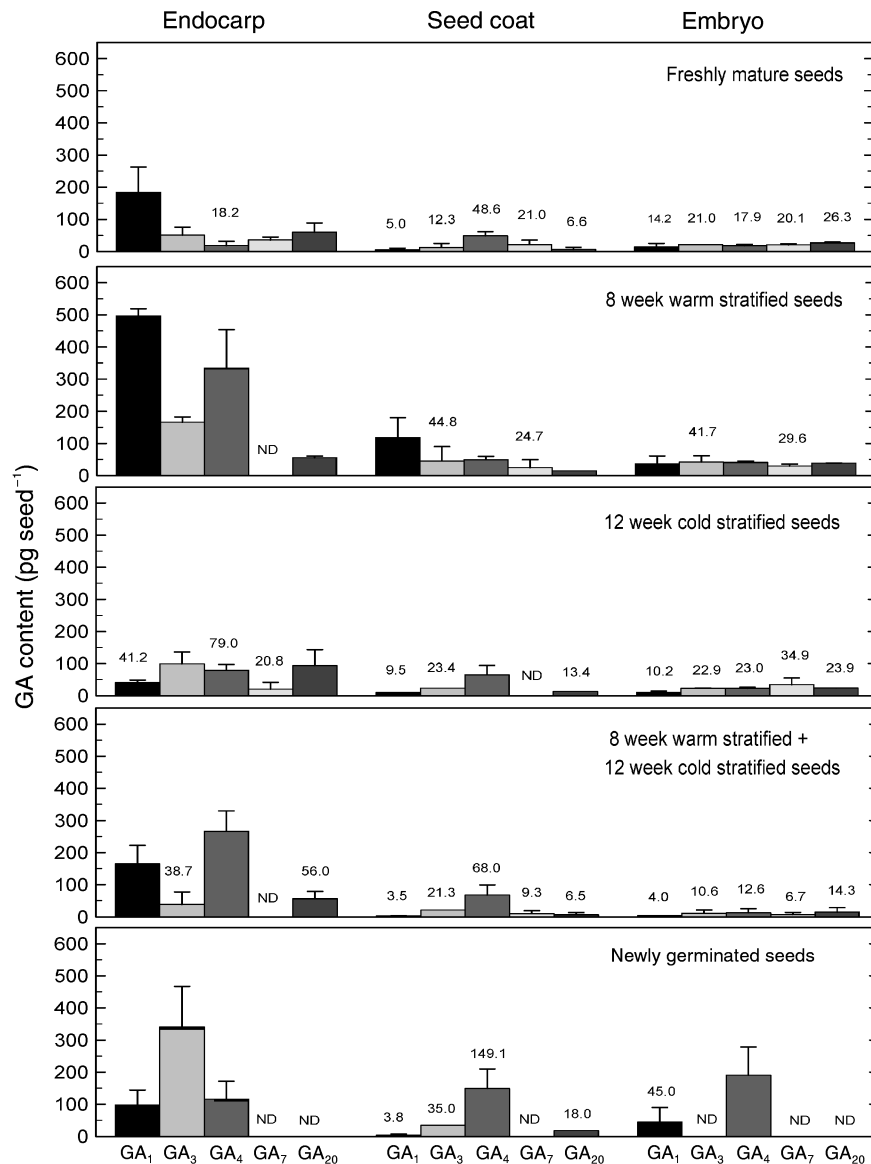 Endocarp Seed coat Embryo
GA content (pg seed⁻¹)
Freshly mature seeds
600
500
400
300
200
100
0
18.2 5.0 12.3 48.6 21.0 6.6 14.2 21.0 17.9 20.1 26.3
8 week warm stratified seeds
600
500
400
300
200
100
0
ND 44.8 24.7 41.7 29.6
12 week cold stratified seeds
600
500
400
300
200
100
0
41.2 79.0 20.8 9.5 23.4 ND 13.4 10.2 22.9 23.0 34.9 23.9
8 week warm stratified +
12 week cold stratified seeds
600
500
400
300
200
100
0
38.7 ND 56.0 3.5 21.3 68.0 9.3 6.5 4.0 10.6 12.6 6.7 14.3
Newly germinated seeds
600
500
400
300
200
100
0
ND ND 3.8 35.0 149.1 ND 18.0 45.0 ND ND ND
GA₁ GA₃ GA₄ GA₇ GA₂₀ GA₁ GA₃ GA₄ GA₇ GA₂₀ GA₁ GA₃ GA₄ GA₇ GA₂₀